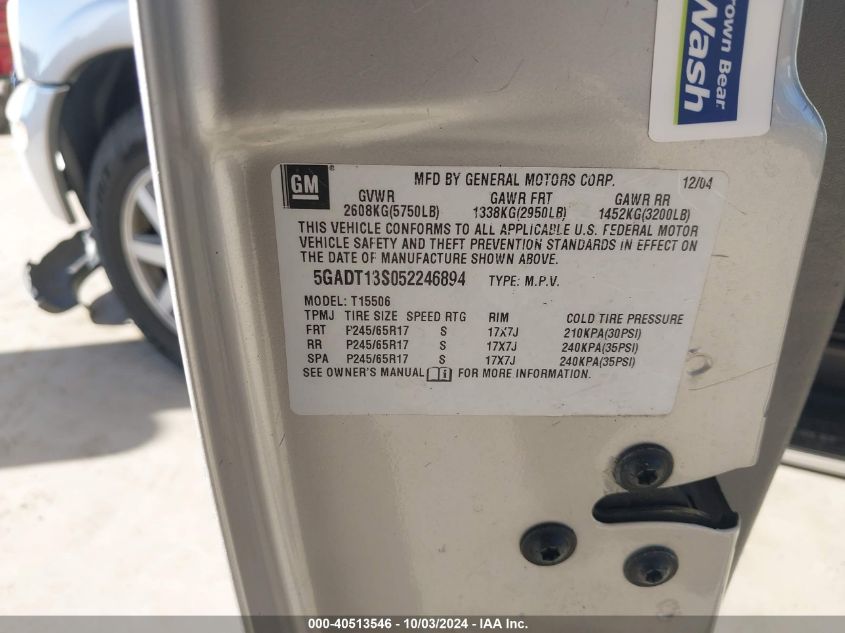 Brown Bear
Wash
GM
MFD BY GENERAL MOTORS CORP. 12/04
GVWR GAWR FRT GAWR RR
2608KG(5750LB) 1338KG(2950LB) 1452KG(3200LB)
THIS VEHICLE CONFORMS TO ALL APPLICABLE U.S. FEDERAL MOTOR
VEHICLE SAFETY AND THEFT PREVENTION STANDARDS IN EFFECT ON
THE DATE OF MANUFACTURE SHOWN ABOVE.
5GADT13S052246894 TYPE: M.P.V.
MODEL: T15506
TPMJ TIRE SIZE SPEED RTG RIM COLD TIRE PRESSURE
FRT P245/65R17 S 17X7J 210KPA(30PSI)
RR P245/65R17 S 17X7J 240KPA(35PSI)
SPA P245/65R17 S 17X7J 240KPA(35PSI)
SEE OWNER'S MANUAL FOR MORE INFORMATION.
000-40513546 - 10/03/2024 - IAA Inc.